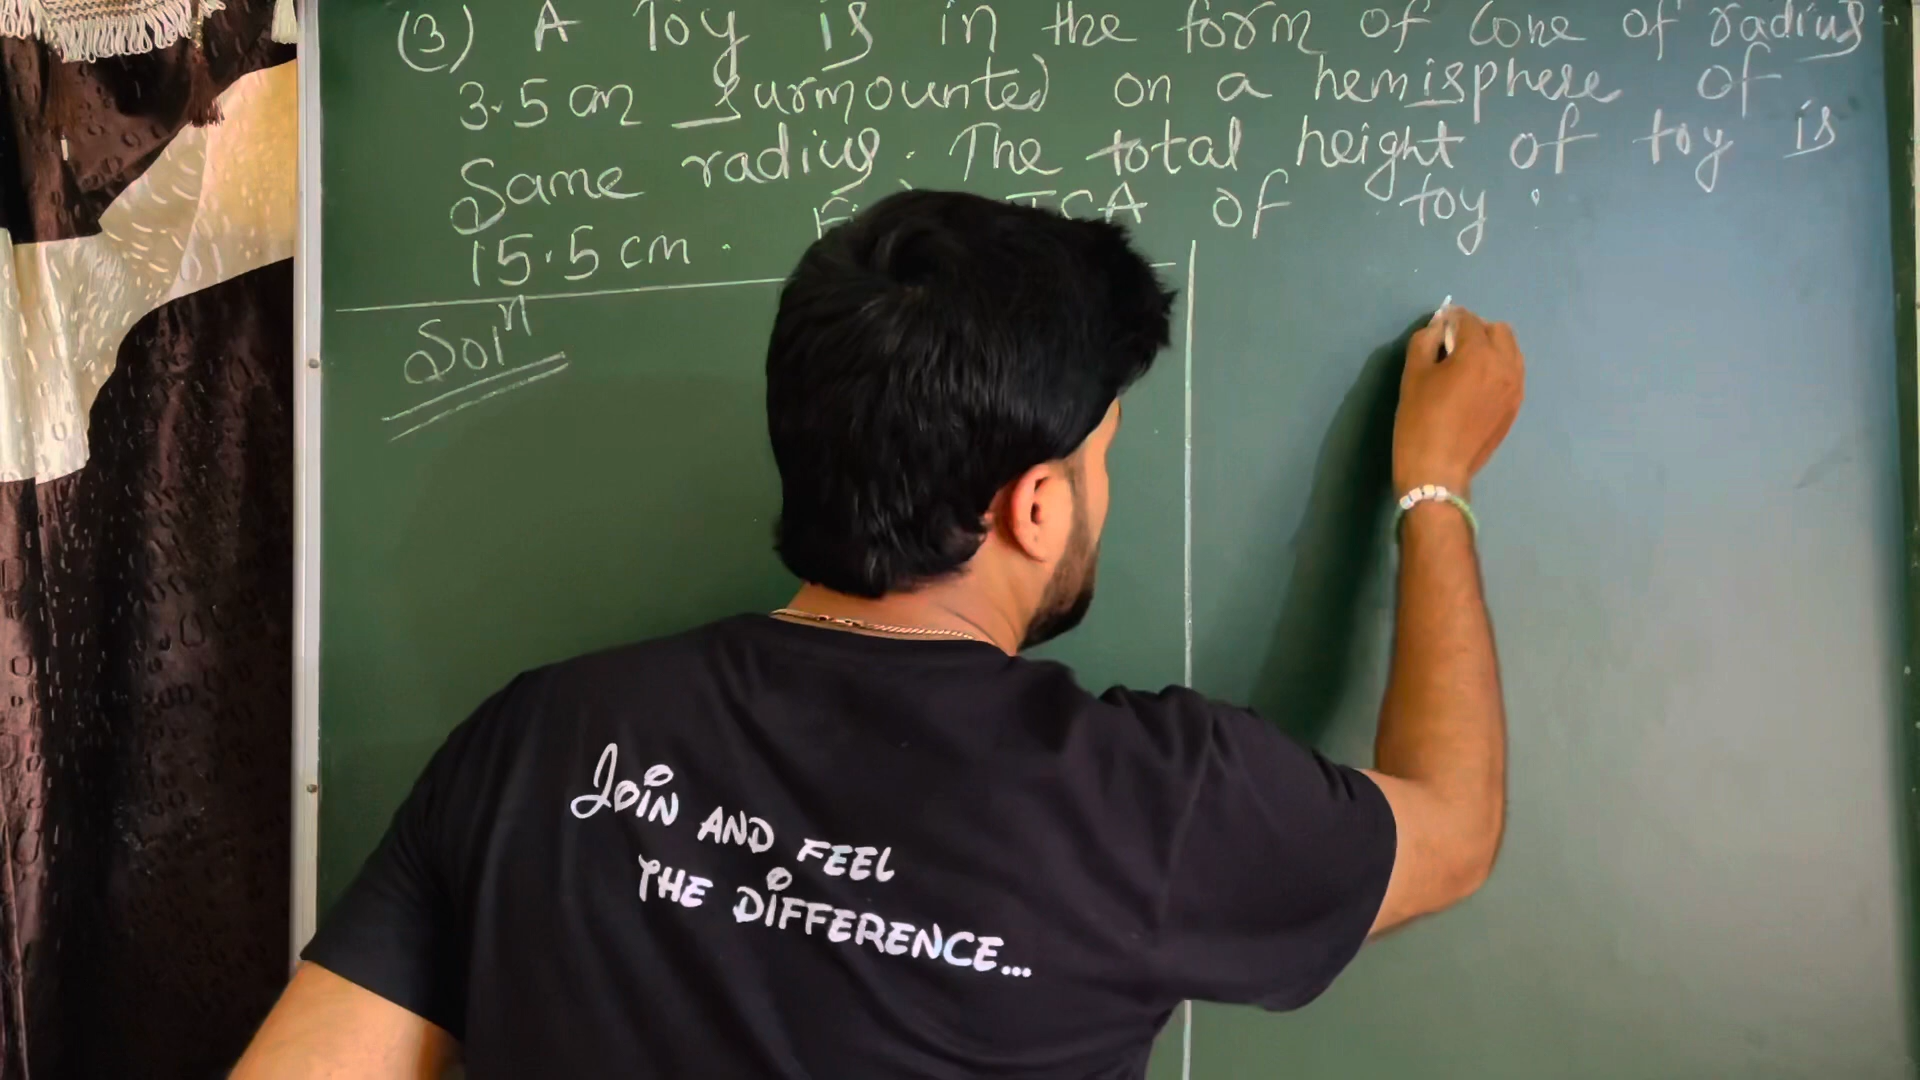 (3) A Toy is in the form of Cone of radius
3.5 cm surmounted on a hemisphere of
Same radius. The total height of toy is
15.5 cm. TSA of toy.
Solⁿ
JOIN AND FEEL
THE DIFFERENCE...